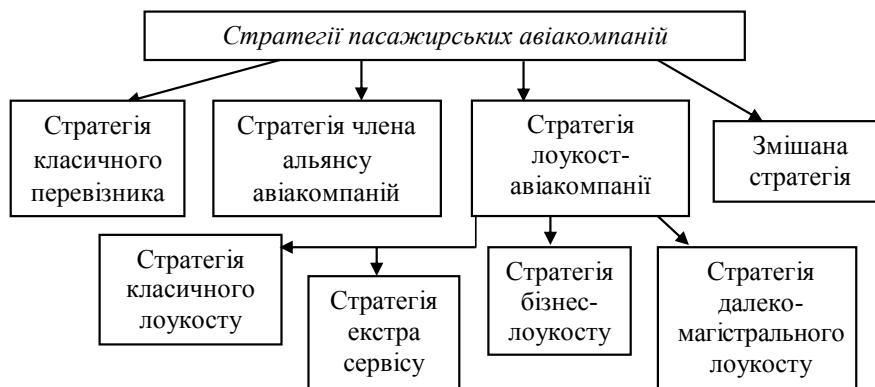 Стратегії пасажирських авіакомпаній
Стратегія
класичного
перевізника
Стратегія члена
альянсу
авіакомпаній
Стратегія
лоукост-
авіакомпанії
Змішана
стратегія
Стратегія
класичного
лоукосту
Стратегія
екстра
сервісу
Стратегія
бізнес-
лоукосту
Стратегія
далеко-
магістрального
лоукосту